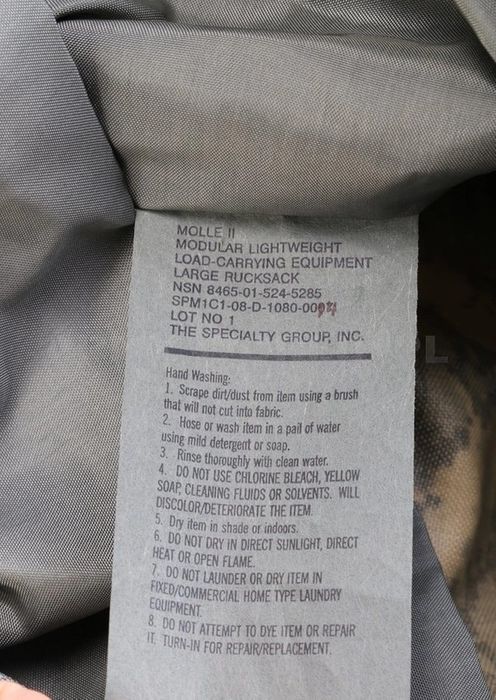 MOLLE II
MODULAR LIGHTWEIGHT
LOAD-CARRYING EQUIPMENT
LARGE RUCKSACK
NSN 8465-01-524-5285
SPM1C1-08-D-1080-0094
LOT NO 1
THE SPECIALTY GROUP, INC.
Hand Washing:
1. Scrape dirt/dust from item using a brush
that will not cut into fabric.
2. Hose or wash item in a pail of water
using mild detergent or soap.
3. Rinse thoroughly with clean water.
4. DO NOT USE CHLORINE BLEACH, YELLOW
SOAP, CLEANING FLUIDS OR SOLVENTS. WILL
DISCOLOR/DETERIORATE THE ITEM.
5. Dry item in shade or indoors.
6. DO NOT DRY IN DIRECT SUNLIGHT, DIRECT
HEAT OR OPEN FLAME.
7. DO NOT LAUNDER OR DRY ITEM IN
FIXED/COMMERCIAL HOME TYPE LAUNDRY
EQUIPMENT.
8. DO NOT ATTEMPT TO DYE ITEM OR REPAIR
IT. TURN-IN FOR REPAIR/REPLACEMENT.